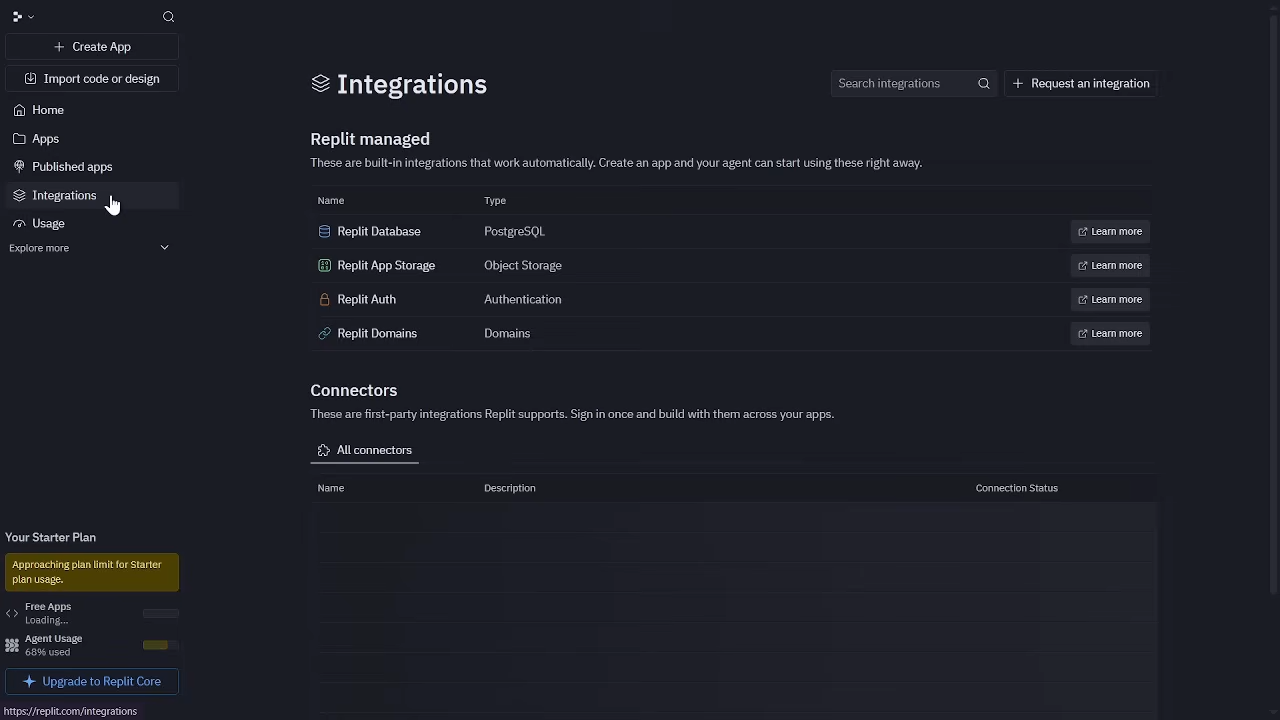 Create App
Import code or design
Home
Apps
Published apps
Integrations
Usage
Explore more
Your Starter Plan
Approaching plan limit for Starter
plan usage.
Free Apps
Loading...
Agent Usage
68% used
Upgrade to Replit Core
https://replit.com/integrations
Integrations
Search integrations
Request an integration
Replit managed
These are built-in integrations that work automatically. Create an app and your agent can start using these right away.
Name Type
Replit Database PostgreSQL Learn more
Replit App Storage Object Storage Learn more
Replit Auth Authentication Learn more
Replit Domains Domains Learn more
Connectors
These are first-party integrations Replit supports. Sign in once and build with them across your apps.
All connectors
Name Description Connection Status